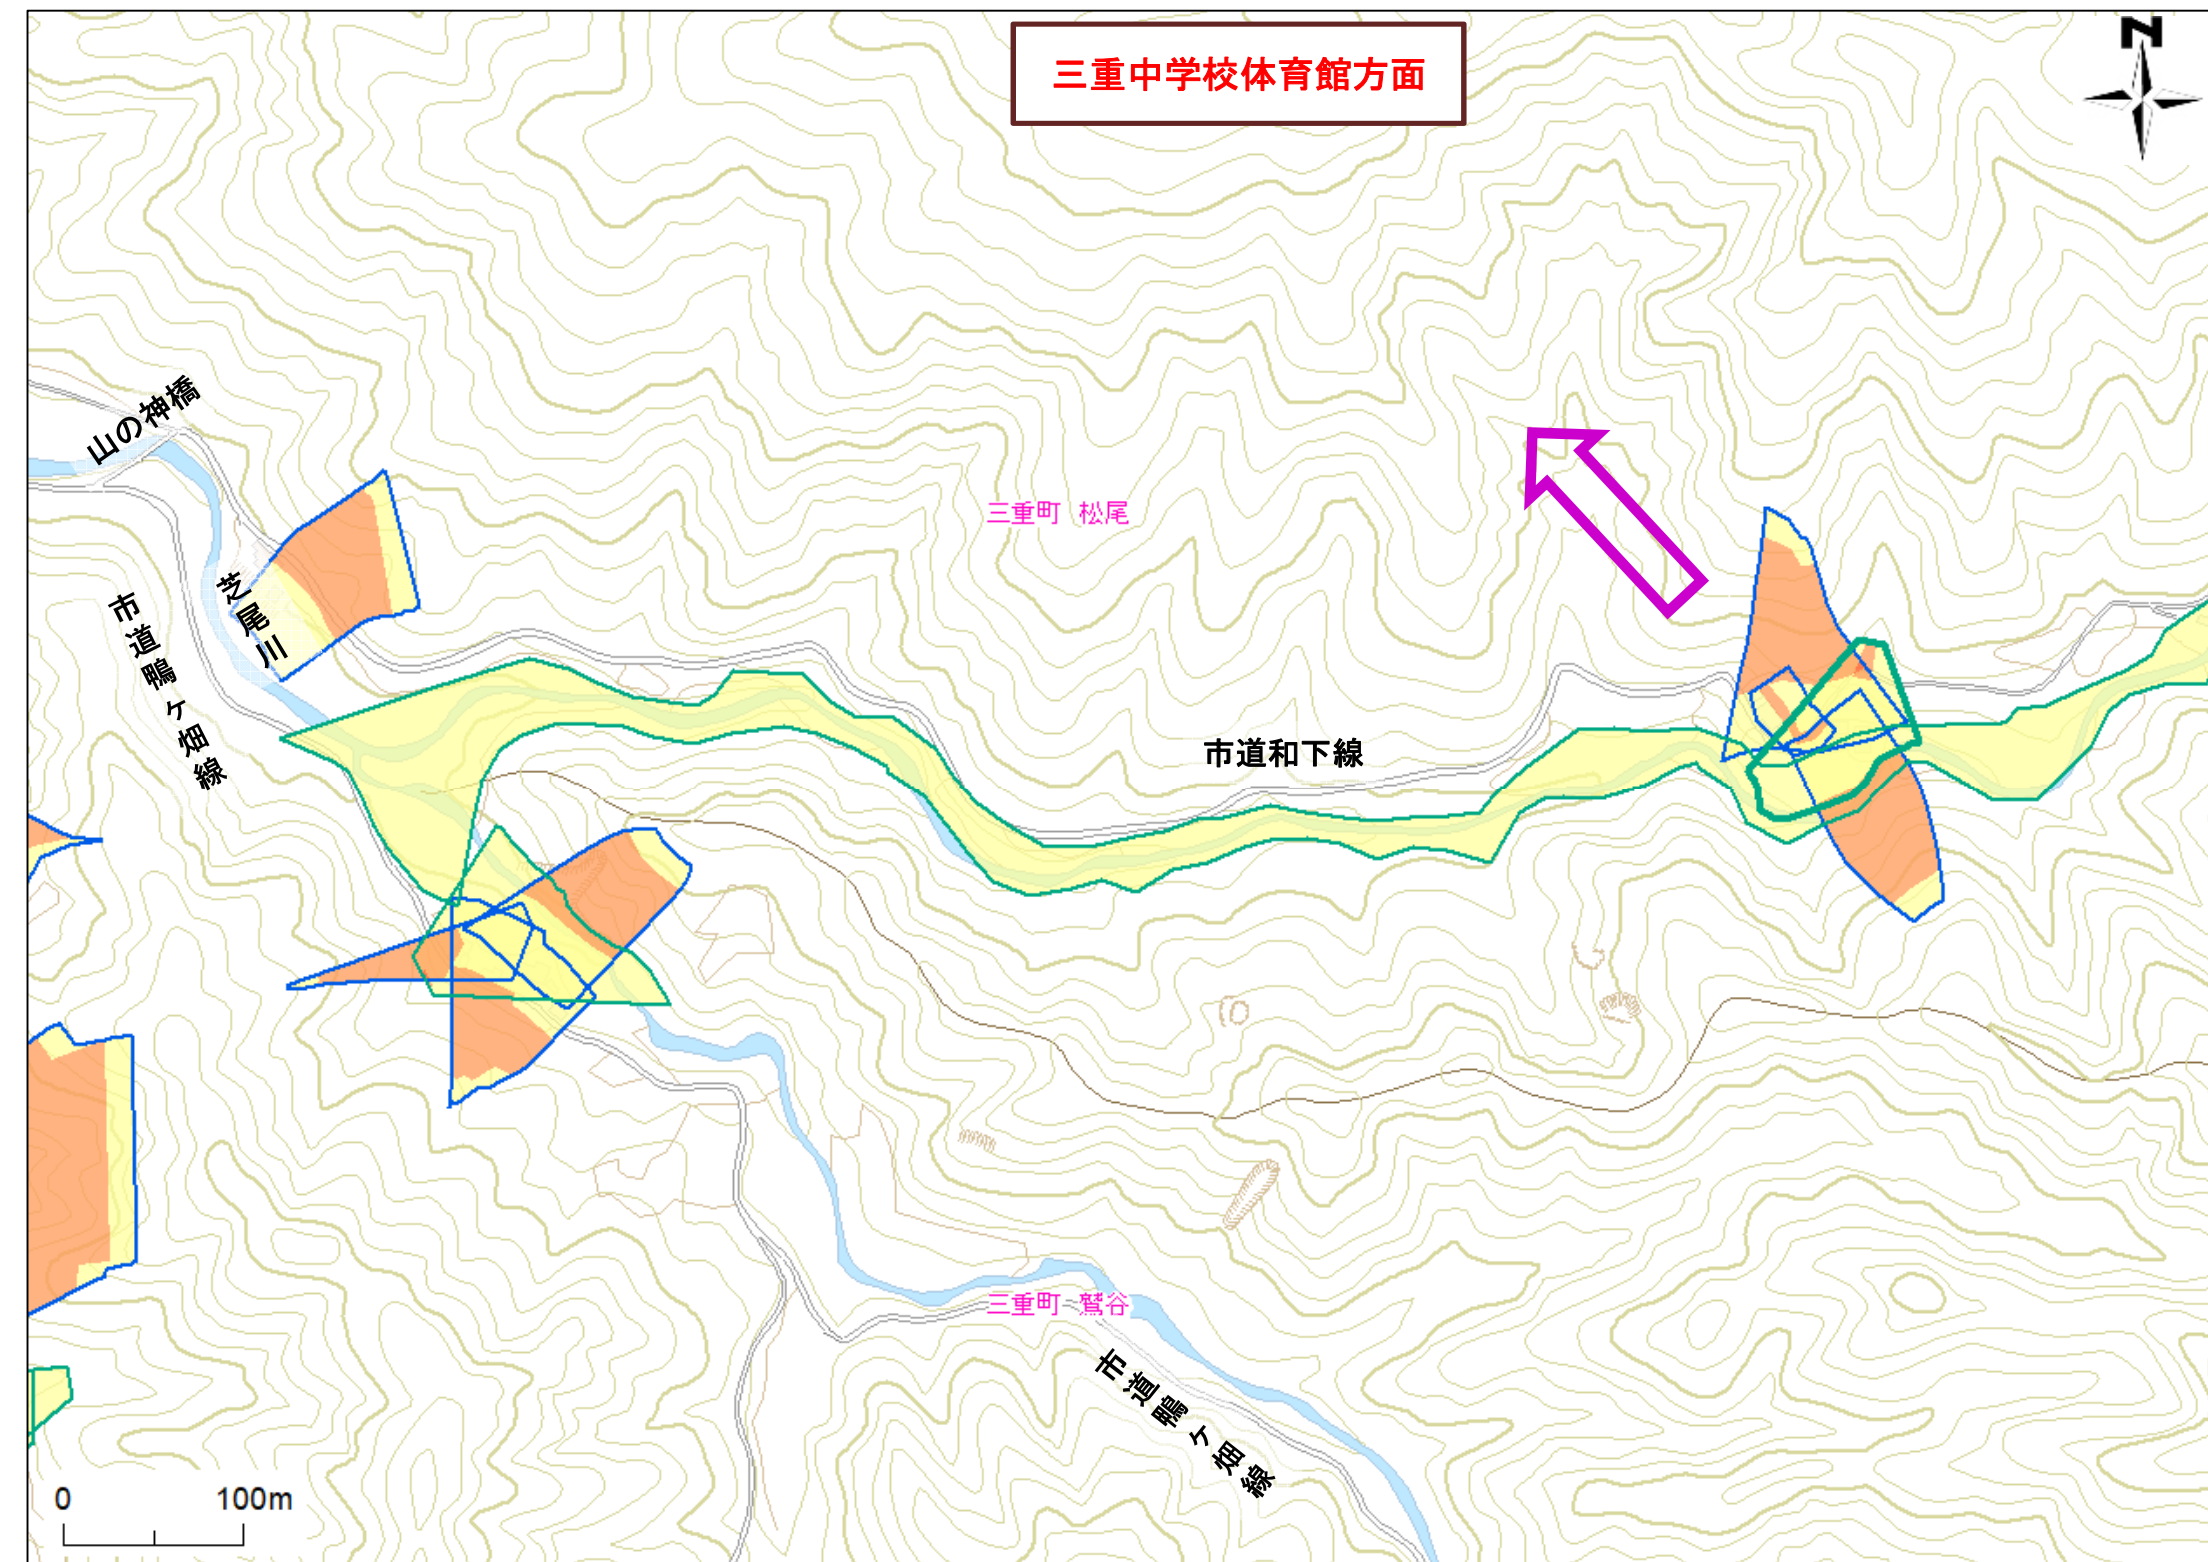 三重中学校体育館方面
N
山の神橋
三重町 松尾
芝尾川
市道鴨ヶ畑線
市道和下線
三重町 鷲谷
市道鴨ヶ畑線
0 100m